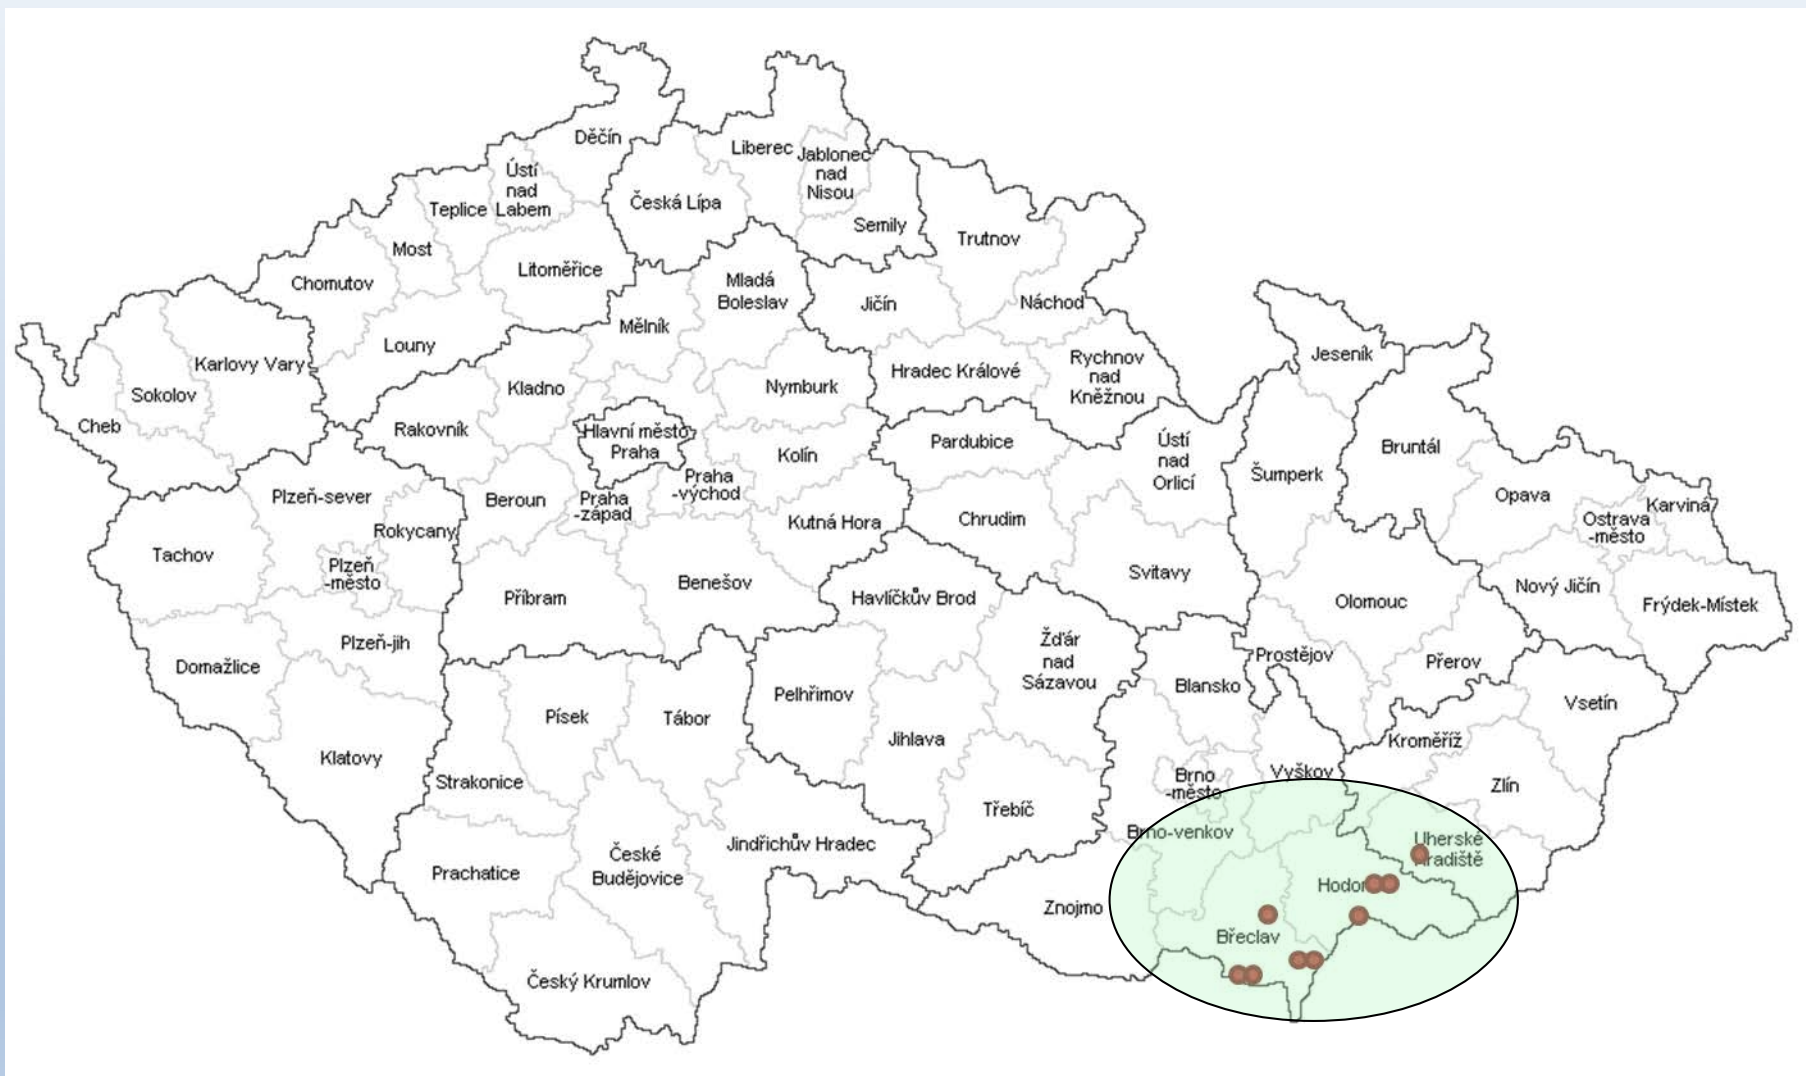 Děčín
Liberec
Jablonec
nad
Nisou
Ústí
nad
Labem
Teplice
Česká Lípa
Semily
Trutnov
Most
Litoměřice
Chomutov
Mladá
Boleslav
Jičín
Náchod
Mělník
Louny
Jeseník
Karlovy Vary
Sokolov
Kladno
Nymburk
Hradec Králové
Rychnov
nad
Kněžnou
Cheb
Rakovník
Hlavní město
Praha
Kolín
Pardubice
Ústí
nad
Orlicí
Šumperk
Bruntál
Plzeň-sever
Beroun
Praha
-západ
Praha
-východ
Opava
Karviná
Ostrava
-město
Rokycany
Kutná Hora
Chrudim
Tachov
Plzeň
-město
Příbram
Benešov
Havlíčkův Brod
Svitavy
Olomouc
Nový Jičín
Frýdek-Místek
Plzeň-jih
Domažlice
Žďár
nad
Sázavou
Prostějov
Přerov
Blansko
Vsetín
Pelhřimov
Písek
Tábor
Jihlava
Kroměříž
Klatovy
Strakonice
Brno
-město
Vyškov
Zlín
Třebíč
Brno-venkov
Jindřichův Hradec
České
Budějovice
Uherské
Hradiště
Prachatice
Hodon
Znojmo
Břeclav
Český Krumlov